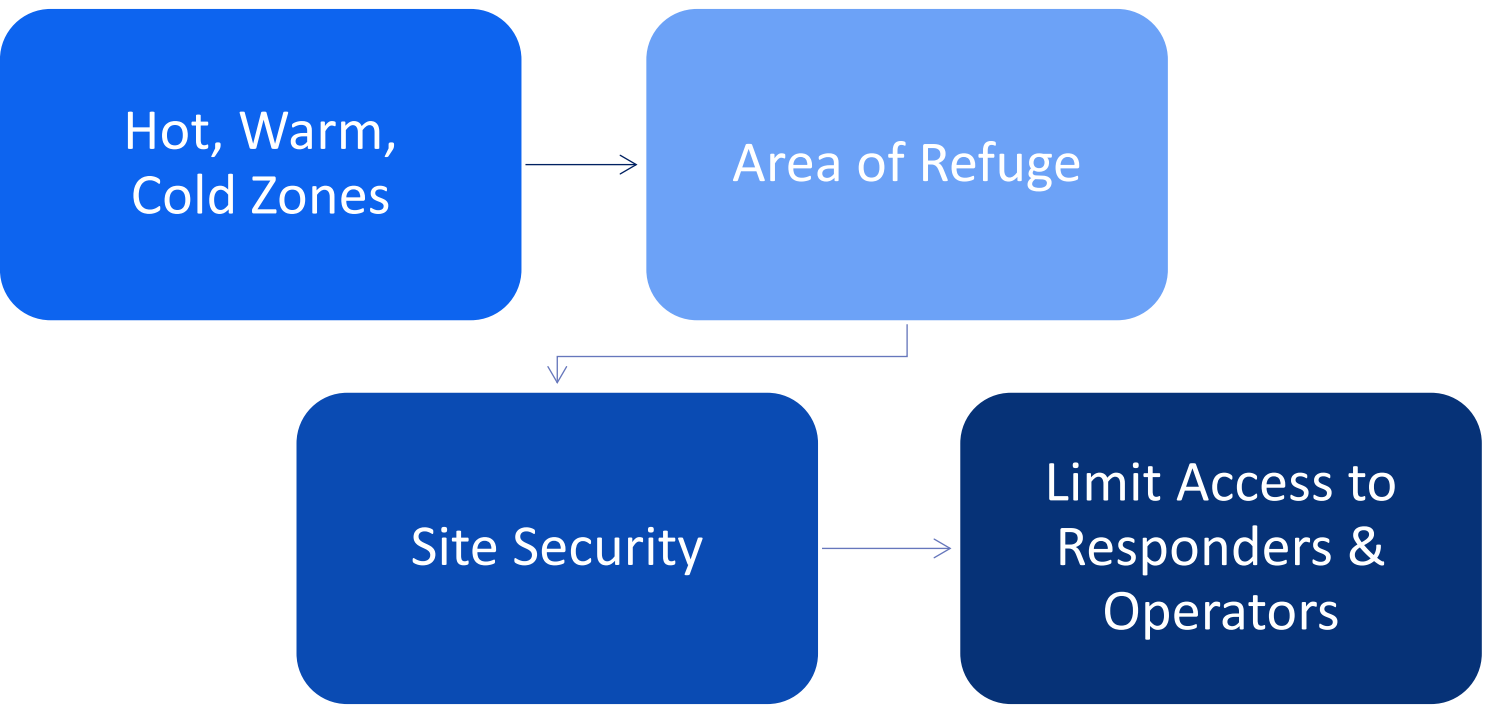 Hot, Warm,
Cold Zones
Area of Refuge
Site Security
Limit Access to
Responders &
Operators